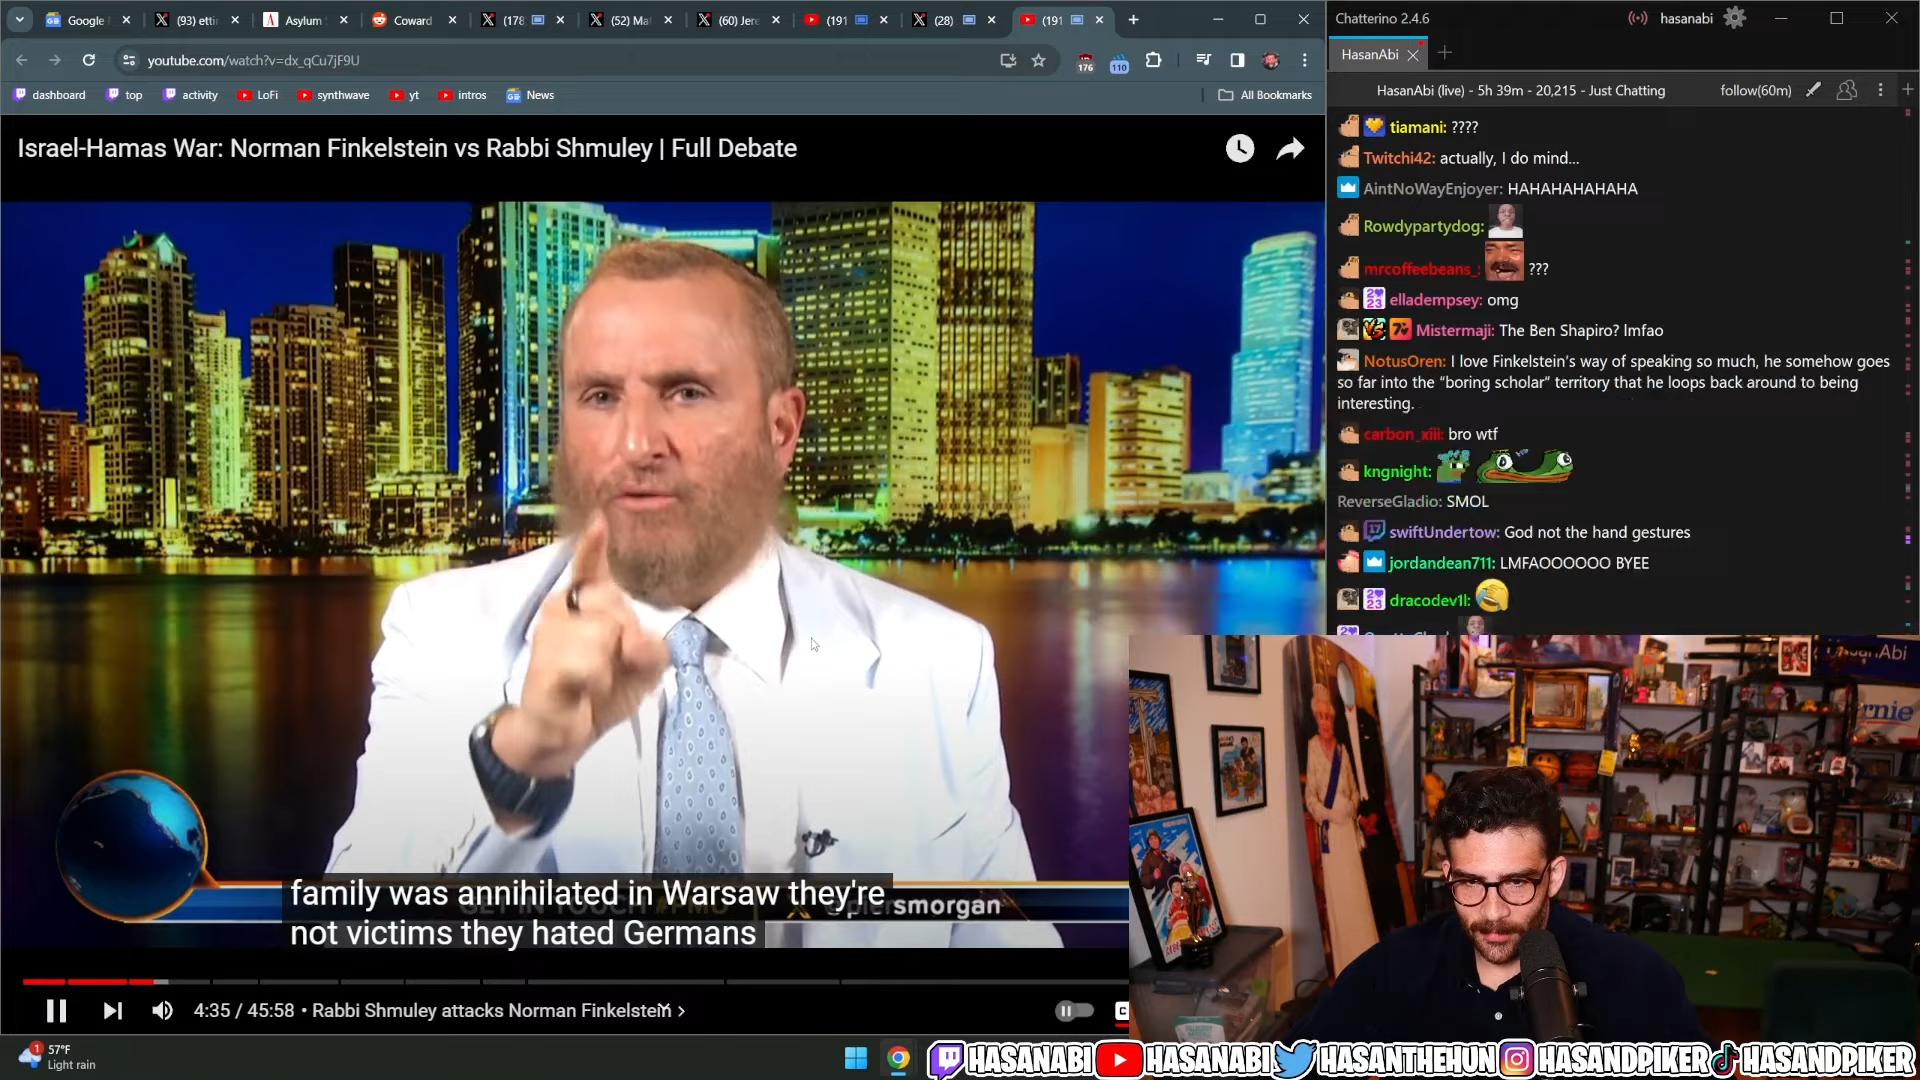 Google
(93) etti
Asylum
Coward
(178
(52) Mat
(60) Jere
(191
(28)
(191
youtube.com/watch?v=dx_qCu7jF9U
176
110
dashboard
top
activity
LoFi
synthwave
yt
intros
News
All Bookmarks
Israel-Hamas War: Norman Finkelstein vs Rabbi Shmuley | Full Debate
family was annihilated in Warsaw they're
not victims they hated Germans
smorgan
4:35 / 45:58 • Rabbi Shmuley attacks Norman Finkelstein
1
57°F
Light rain
Chatterino 2.4.6
hasanabi
HasanAbi
HasanAbi (live) - 5h 39m - 20,215 - Just Chatting
follow(60m)
tiamani: ????
Twitchi42: actually, I do mind...
AintNoWayEnjoyer: HAHAHAHAHAHA
Rowdypartydog:
mrcoffeebeans_: ???
elladempsey: omg
Mistermaji: The Ben Shapiro? lmfao
NotusOren: I love Finkelstein's way of speaking so much, he somehow goes
so far into the "boring scholar" territory that he loops back around to being
interesting.
carbon_xiii: bro wtf
kngnight:
ReverseGladio: SMOL
swiftUndertow: God not the hand gestures
jordandean711: LMFAOOOOOO BYEE
dracodev1l:
HASANABI
HASANABI
HASANTHEHUN
HASANDPIKER
HASANDPIKER